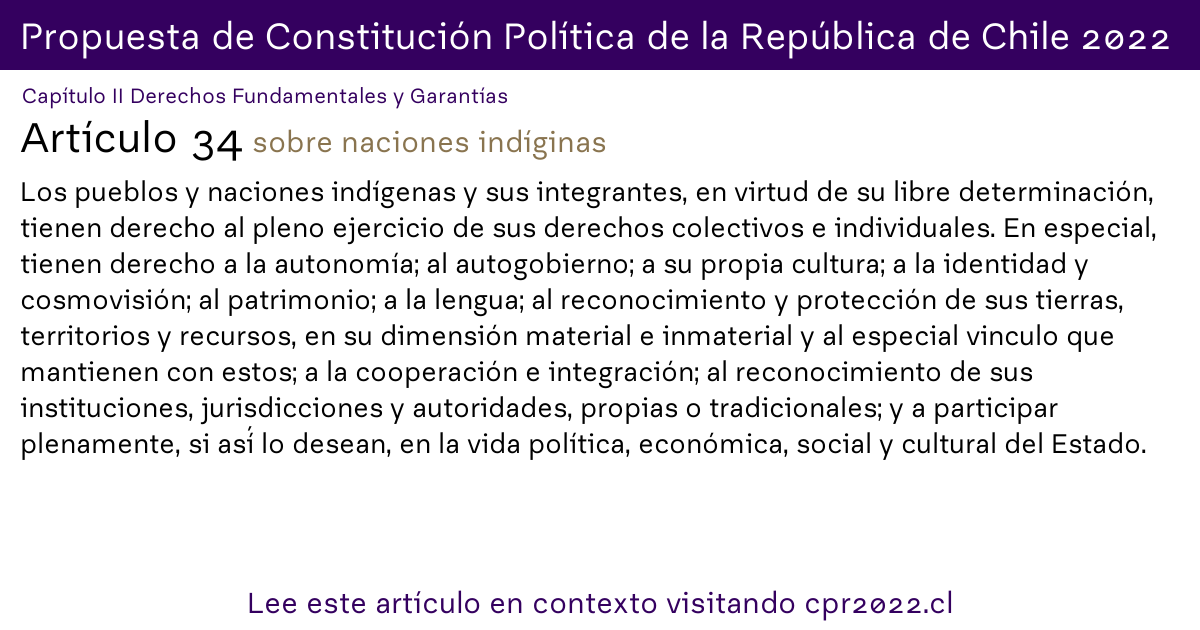 Propuesta de Constitución Política de la República de Chile 2022
Capítulo II Derechos Fundamentales y Garantías
Artículo 34 sobre naciones indíginas
Los pueblos y naciones indígenas y sus integrantes, en virtud de su libre determinación,
tienen derecho al pleno ejercicio de sus derechos colectivos e individuales. En especial,
tienen derecho a la autonomía; al autogobierno; a su propia cultura; a la identidad y
cosmovisión; al patrimonio; a la lengua; al reconocimiento y protección de sus tierras,
territorios y recursos, en su dimensión material e inmaterial y al especial vinculo que
mantienen con estos; a la cooperación e integración; al reconocimiento de sus
instituciones, jurisdicciones y autoridades, propias o tradicionales; y a participar
plenamente, si así lo desean, en la vida política, económica, social y cultural del Estado.
Lee este artículo en contexto visitando cpr2022.cl